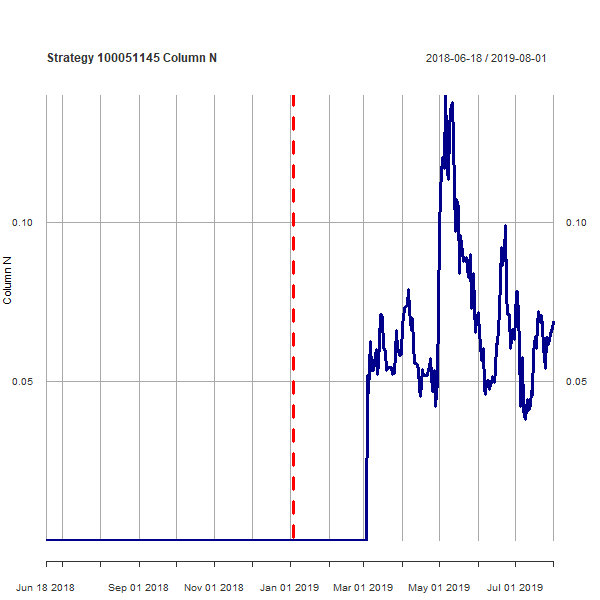 Strategy 100051145 Column N
2018-06-18 / 2019-08-01
0.10
0.10
Column N
0.05
0.05
Jun 18 2018 Sep 01 2018 Nov 01 2018 Jan 01 2019 Mar 01 2019 May 01 2019 Jul 01 2019